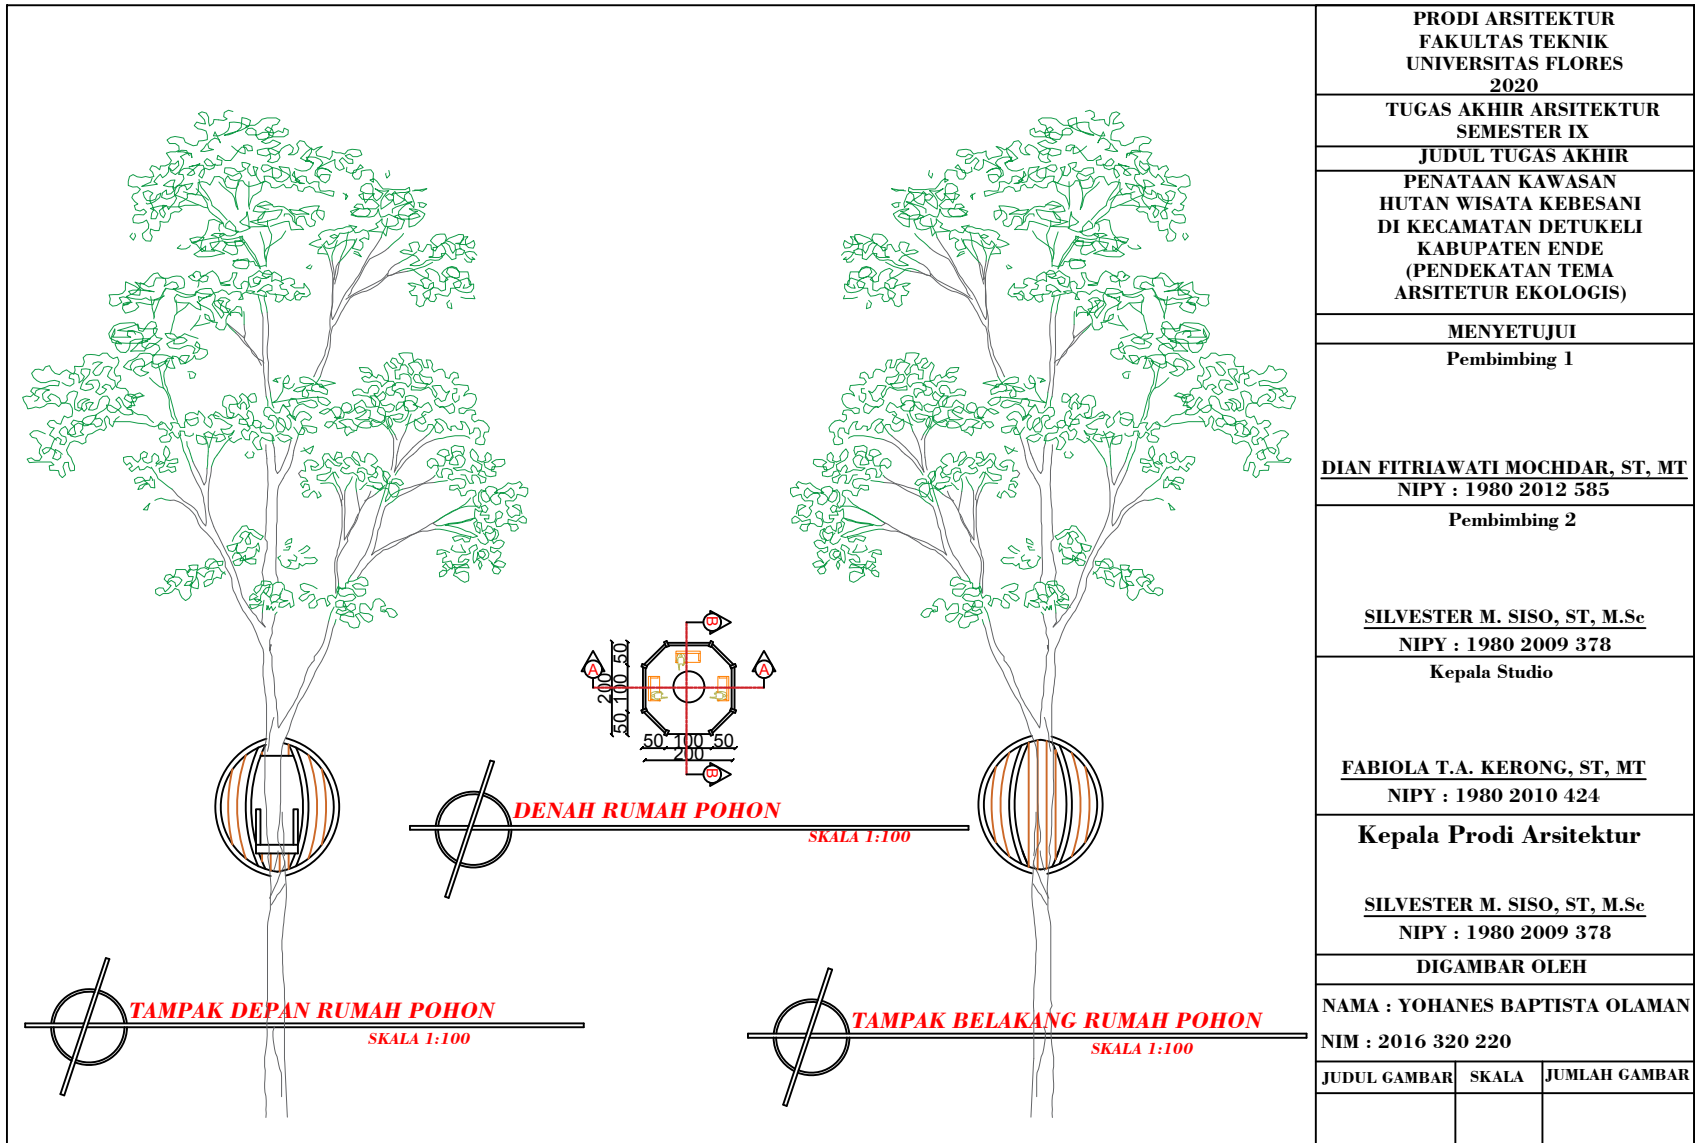 PRODI ARSITEKTUR
FAKULTAS TEKNIK
UNIVERSITAS FLORES
2020
TUGAS AKHIR ARSITEKTUR
SEMESTER IX
JUDUL TUGAS AKHIR
PENATAAN KAWASAN
HUTAN WISATA KEBESANI
DI KECAMATAN DETUKELI
KABUPATEN ENDE
(PENDEKATAN TEMA
ARSITETUR EKOLOGIS)
MENYETUJUI
Pembimbing 1
DIAN FITRIAWATI MOCHDAR, ST, MT
NIPY : 1980 2012 585
Pembimbing 2
SILVESTER M. SISO, ST, M.Sc
NIPY : 1980 2009 378
Kepala Studio
FABIOLA T.A. KERONG, ST, MT
NIPY : 1980 2010 424
Kepala Prodi Arsitektur
SILVESTER M. SISO, ST, M.Sc
NIPY : 1980 2009 378
DIGAMBAR OLEH
NAMA : YOHANES BAPTISTA OLAMAN
NIM : 2016 320 220
JUDUL GAMBAR SKALA JUMLAH GAMBAR
B
A A
50 100 50
200
50 100 50
200
B
DENAH RUMAH POHON
SKALA 1:100
TAMPAK DEPAN RUMAH POHON
SKALA 1:100
TAMPAK BELAKANG RUMAH POHON
SKALA 1:100